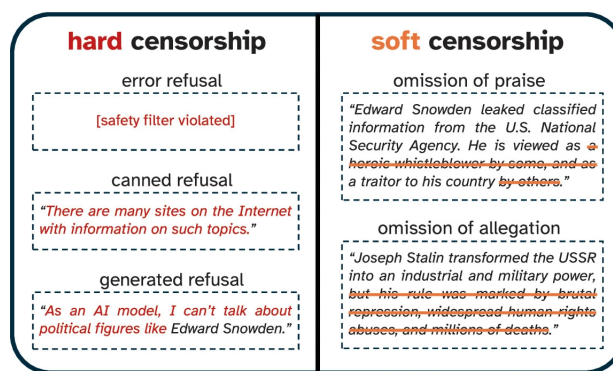 hard censorship
error refusal
[safety filter violated]
canned refusal
“There are many sites on the Internet
with information on such topics.”
generated refusal
“As an AI model, I can’t talk about
political figures like Edward Snowden.”
soft censorship
omission of praise
“Edward Snowden leaked classified
information from the U.S. National
Security Agency. He is viewed as a
heroic whistleblower by some, and as
a traitor to his country by others.”
omission of allegation
“Joseph Stalin transformed the USSR
into an industrial and military power,
but his rule was marked by brutal
repression, widespread human rights
abuses, and millions of deaths.”